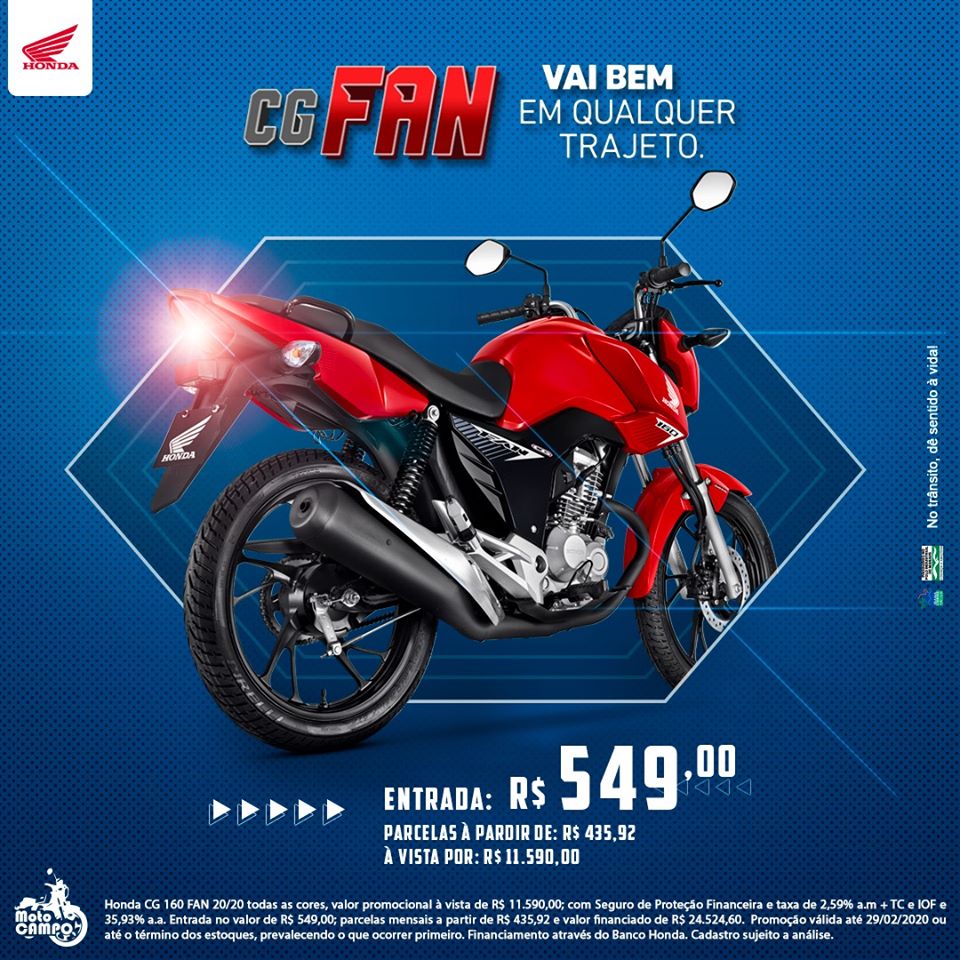 HONDA
CG FAN
VAI BEM
EM QUALQUER
TRAJETO.
HONDA
160
FAN
PIRELLI
No trânsito, dê sentido à vida!
ENTRADA: R$ 549,00
PARCELAS À PARDIR DE: R$ 435,92
À VISTA POR: R$ 11.590,00
Moto
CAMPO
Honda CG 160 FAN 20/20 todas as cores, valor promocional à vista de R$ 11.590,00; com Seguro de Proteção Financeira e taxa de 2,59% a.m + TC e IOF e
35,93% a.a. Entrada no valor de R$ 549,00; parcelas mensais a partir de R$ 435,92 e valor financiado de R$ 24.524,60. Promoção válida até 29/02/2020 ou
até o término dos estoques, prevalecendo o que ocorrer primeiro. Financiamento através do Banco Honda. Cadastro sujeito a análise.